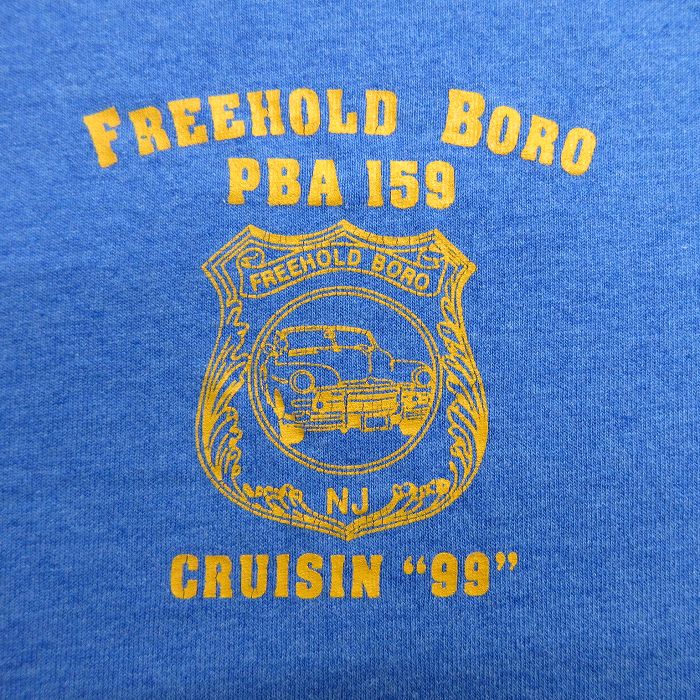 FREEHOLD BORO
PBA 159
FREEHOLD BORO
NJ
CRUISIN “99”